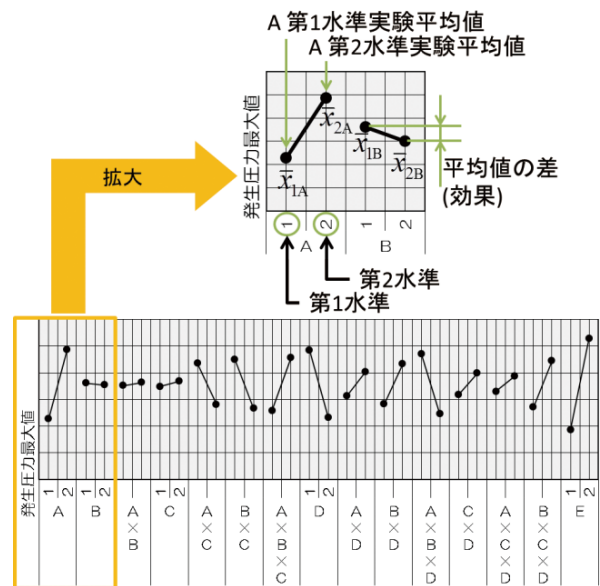 A 第1水準実験平均値
A 第2水準実験平均値
発生圧力最大値
x̄1A
x̄2A
x̄1B
x̄2B
平均値の差
(効果)
拡大
1 2 1 2
A B
第2水準
第1水準
発生圧力最大値
1 2 1 2 1 2 1 2 1 2
A
B
A×B
C
A×C
B×C
A×B×C
D
A×D
B×D
A×B×D
C×D
A×C×D
B×C×D
E